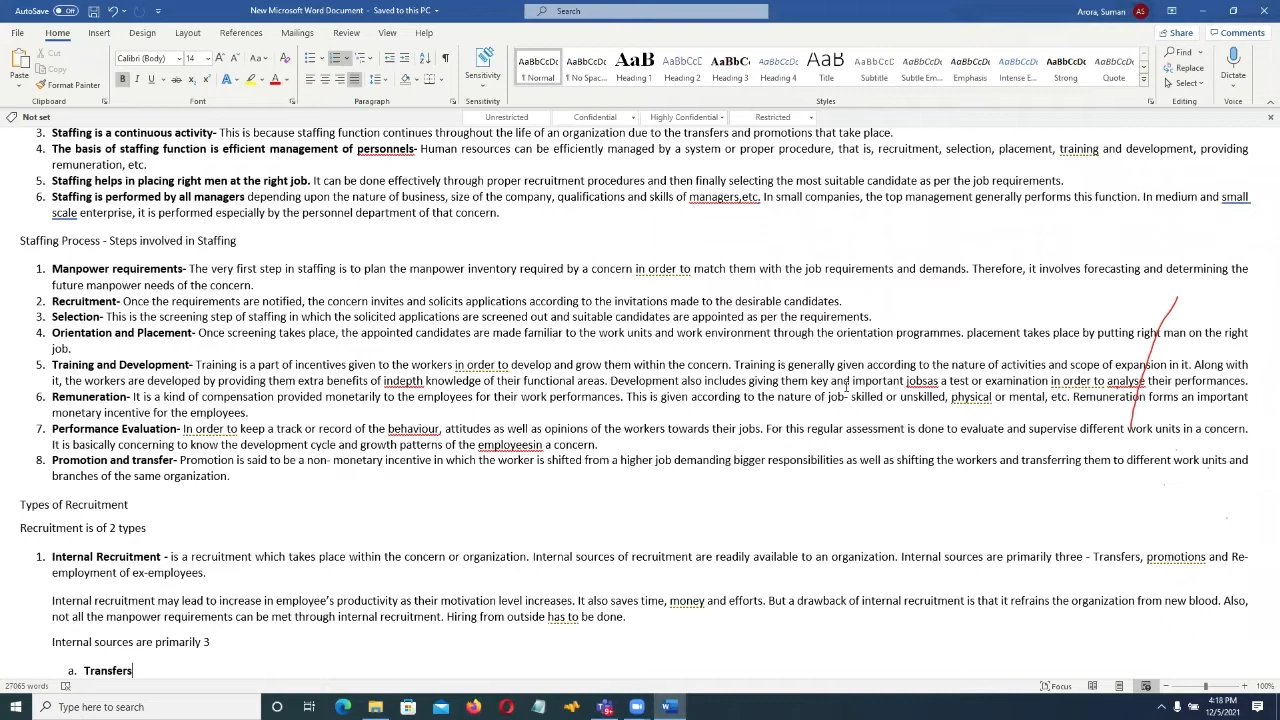 AutoSave Off New Microsoft Word Document - Saved to this PC Search Arora, Suman AS
File Home Insert Design Layout References Mailings Review View Help Share Comments
Cut Copy Format Painter Paste Calibri (Body) 14 Sensitivity Find Replace Select Dictate
AaBbCcDc AaBbCcDc AaB AaBbCcC AaBbCc AaBbCcDc AaB AaBbCcC AaBbCcDc AaBbCcDc AaBbCcDc AaBbCcDc AaBbCcDc
1 Normal 1 No Spac... Heading 1 Heading 2 Heading 3 Heading 4 Title Subtitle Subtle Em... Emphasis Intense E... Strong Quote
Clipboard Font Paragraph Sensitivity Styles Editing Voice
Not set Unrestricted Confidential Highly Confidential Restricted
3. Staffing is a continuous activity- This is because staffing function continues throughout the life of an organization due to the transfers and promotions that take place.
4. The basis of staffing function is efficient management of personnels- Human resources can be efficiently managed by a system or proper procedure, that is, recruitment, selection, placement, training and development, providing
remuneration, etc.
5. Staffing helps in placing right men at the right job. It can be done effectively through proper recruitment procedures and then finally selecting the most suitable candidate as per the job requirements.
6. Staffing is performed by all managers depending upon the nature of business, size of the company, qualifications and skills of managers,etc. In small companies, the top management generally performs this function. In medium and small
scale enterprise, it is performed especially by the personnel department of that concern.
Staffing Process - Steps involved in Staffing
1. Manpower requirements- The very first step in staffing is to plan the manpower inventory required by a concern in order to match them with the job requirements and demands. Therefore, it involves forecasting and determining the
future manpower needs of the concern.
2. Recruitment- Once the requirements are notified, the concern invites and solicits applications according to the invitations made to the desirable candidates.
3. Selection- This is the screening step of staffing in which the solicited applications are screened out and suitable candidates are appointed as per the requirements.
4. Orientation and Placement- Once screening takes place, the appointed candidates are made familiar to the work units and work environment through the orientation programmes. placement takes place by putting right man on the right
job.
5. Training and Development- Training is a part of incentives given to the workers in order to develop and grow them within the concern. Training is generally given according to the nature of activities and scope of expansion in it. Along with
it, the workers are developed by providing them extra benefits of indepth knowledge of their functional areas. Development also includes giving them key and important jobsas a test or examination in order to analyse their performances.
6. Remuneration- It is a kind of compensation provided monetarily to the employees for their work performances. This is given according to the nature of job- skilled or unskilled, physical or mental, etc. Remuneration forms an important
monetary incentive for the employees.
7. Performance Evaluation- In order to keep a track or record of the behaviour, attitudes as well as opinions of the workers towards their jobs. For this regular assessment is done to evaluate and supervise different work units in a concern.
It is basically concerning to know the development cycle and growth patterns of the employeesin a concern.
8. Promotion and transfer- Promotion is said to be a non- monetary incentive in which the worker is shifted from a higher job demanding bigger responsibilities as well as shifting the workers and transferring them to different work units and
branches of the same organization.
Types of Recruitment
Recruitment is of 2 types
1. Internal Recruitment - is a recruitment which takes place within the concern or organization. Internal sources of recruitment are readily available to an organization. Internal sources are primarily three - Transfers, promotions and Re-
employment of ex-employees.
Internal recruitment may lead to increase in employee’s productivity as their motivation level increases. It also saves time, money and efforts. But a drawback of internal recruitment is that it refrains the organization from new blood. Also,
not all the manpower requirements can be met through internal recruitment. Hiring from outside has to be done.
Internal sources are primarily 3
a. Transfers
27065 words Focus 100%
Type here to search 4:18 PM
12/5/2021